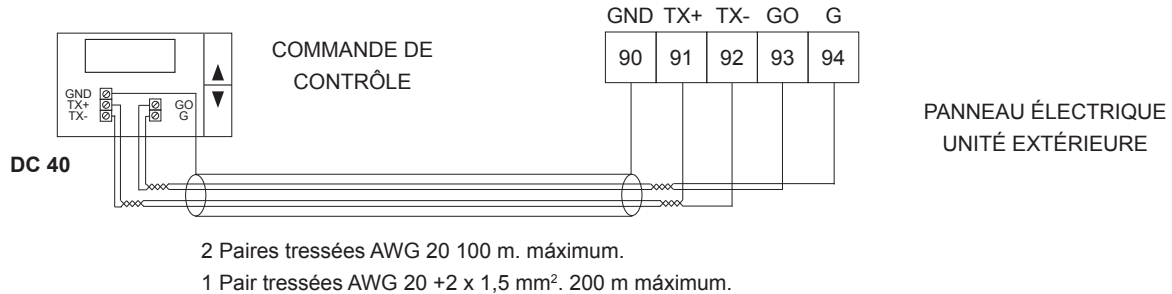 GND TX+ TX- GO G
90 91 92 93 94
COMMANDE DE
CONTRÔLE
GND
TX+
TX-
GO
G
DC 40
PANNEAU ÉLECTRIQUE
UNITÉ EXTÉRIEURE
2 Paires tressées AWG 20 100 m. máximum.
1 Pair tressées AWG 20 +2 x 1,5 mm². 200 m máximum.